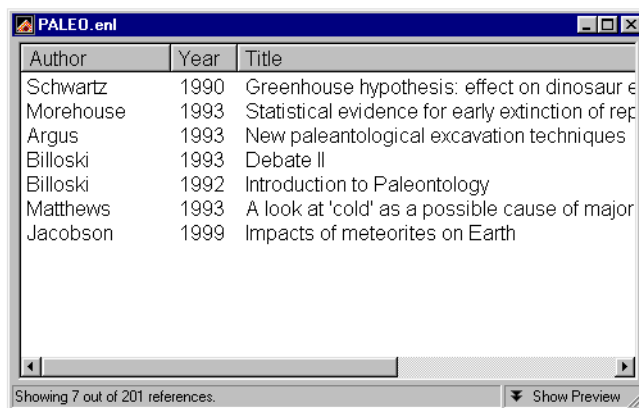 PALEO.enl
Author Year Title
Schwartz 1990 Greenhouse hypothesis: effect on dinosaur e
Morehouse 1993 Statistical evidence for early extinction of rep
Argus 1993 New paleantological excavation techniques
Billoski 1993 Debate II
Billoski 1992 Introduction to Paleontology
Matthews 1993 A look at 'cold' as a possible cause of major
Jacobson 1999 Impacts of meteorites on Earth
Showing 7 out of 201 references. Show Preview